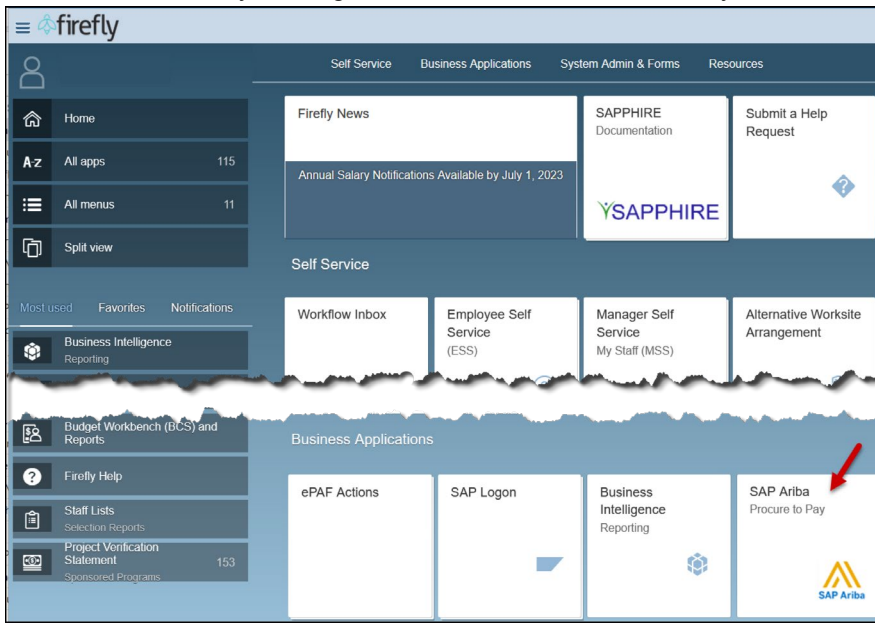 firefly
Self Service Business Applications System Admin & Forms Resources
Home
A-Z All apps 115
All menus 11
Split view
Most used Favorites Notifications
Business Intelligence
Reporting
Budget Workbench (BCS) and
Reports
Firefly Help
Staff Lists
Selection Reports
Project Verification
Statement 153
Sponsored Programs
Firefly News
Annual Salary Notifications Available by July 1, 2023
SAPPHIRE
Documentation
SAPPHIRE
Submit a Help
Request
Self Service
Workflow Inbox
Employee Self
Service
(ESS)
Manager Self
Service
My Staff (MSS)
Alternative Worksite
Arrangement
Business Applications
ePAF Actions
SAP Logon
Business
Intelligence
Reporting
SAP Ariba
Procure to Pay
SAP Ariba